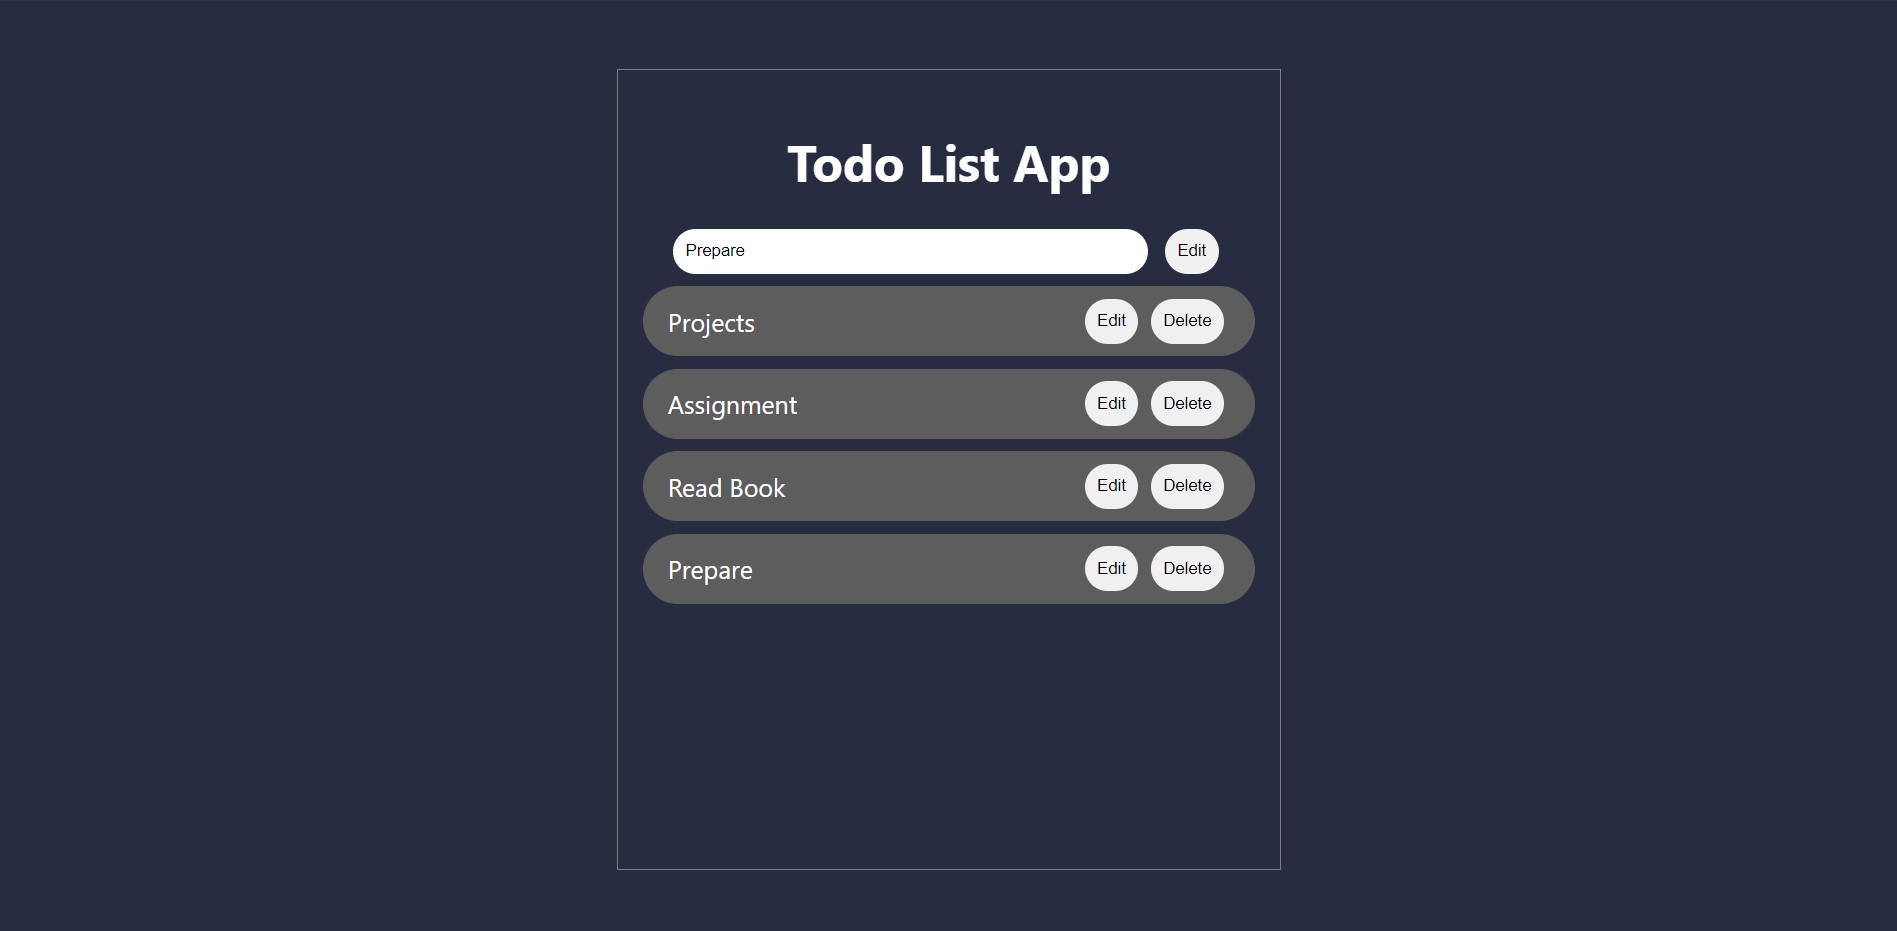 Todo List App
Prepare Edit
Projects Edit Delete
Assignment Edit Delete
Read Book Edit Delete
Prepare Edit Delete